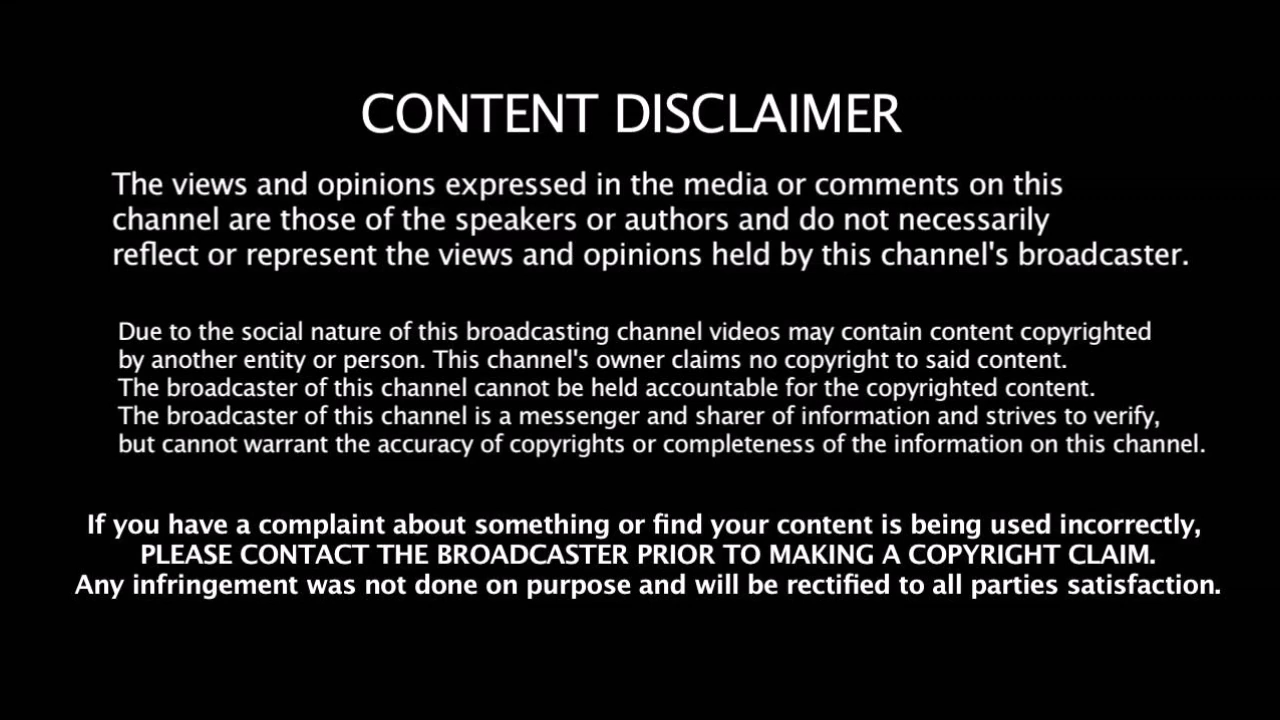 CONTENT DISCLAIMER
The views and opinions expressed in the media or comments on this
channel are those of the speakers or authors and do not necessarily
reflect or represent the views and opinions held by this channel's broadcaster.
Due to the social nature of this broadcasting channel videos may contain content copyrighted
by another entity or person. This channel's owner claims no copyright to said content.
The broadcaster of this channel cannot be held accountable for the copyrighted content.
The broadcaster of this channel is a messenger and sharer of information and strives to verify,
but cannot warrant the accuracy of copyrights or completeness of the information on this channel.
If you have a complaint about something or find your content is being used incorrectly,
PLEASE CONTACT THE BROADCASTER PRIOR TO MAKING A COPYRIGHT CLAIM.
Any infringement was not done on purpose and will be rectified to all parties satisfaction.